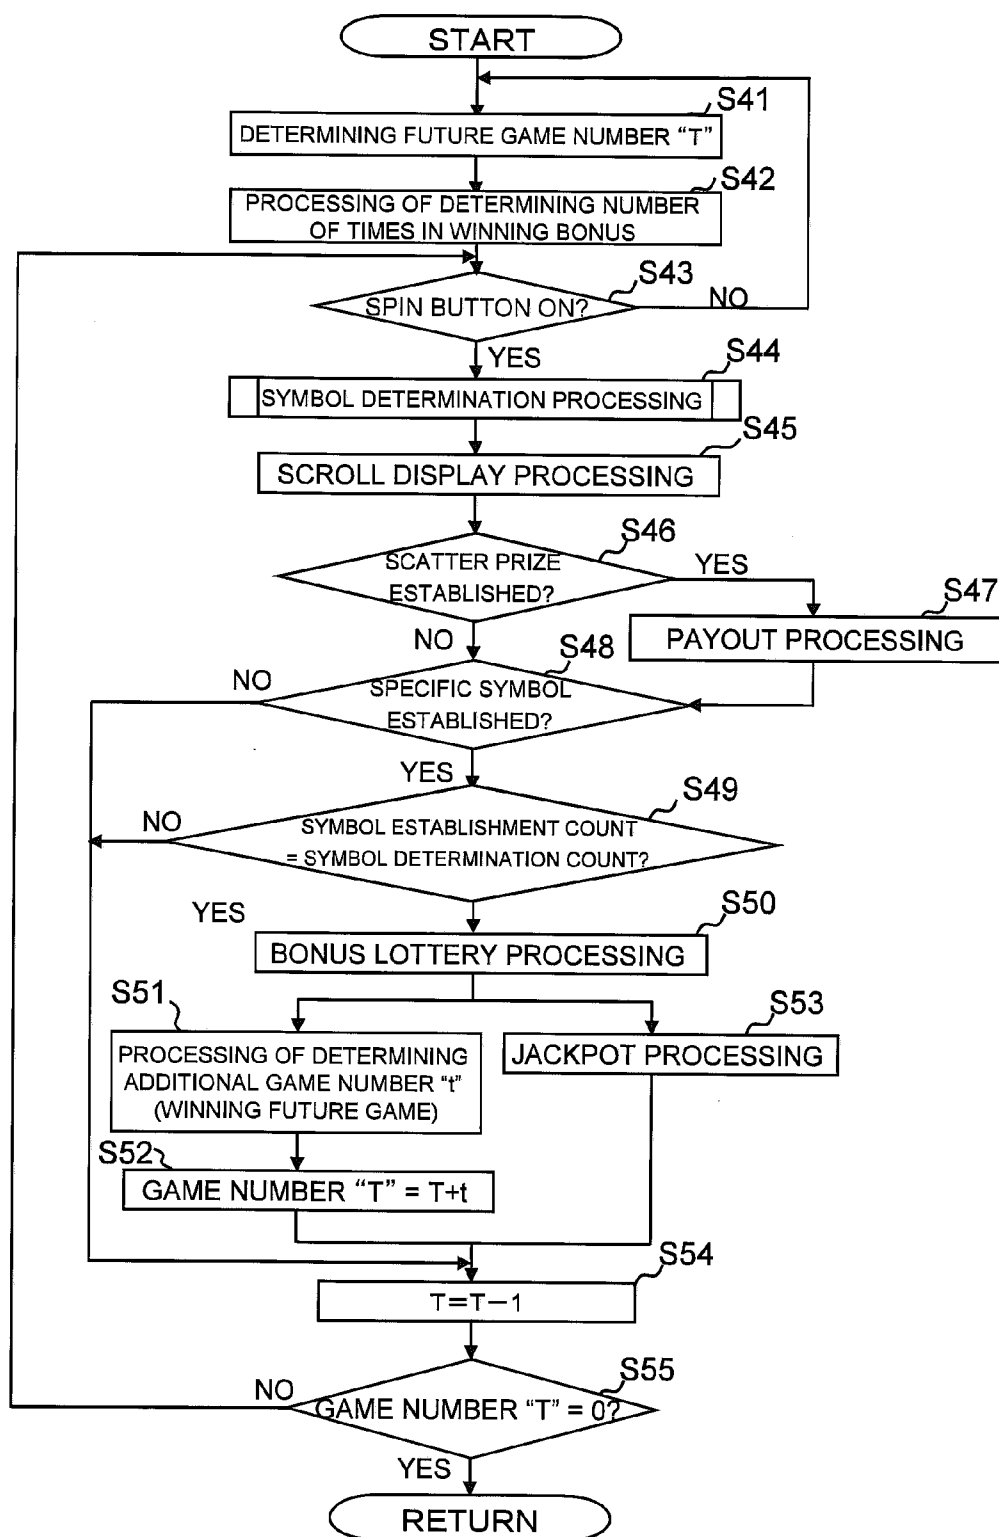 START
S41
DETERMINING FUTURE GAME NUMBER “T”
S42
PROCESSING OF DETERMINING NUMBER
OF TIMES IN WINNING BONUS
S43
SPIN BUTTON ON?
NO
YES
S44
SYMBOL DETERMINATION PROCESSING
S45
SCROLL DISPLAY PROCESSING
S46
SCATTER PRIZE
ESTABLISHED?
YES
S47
PAYOUT PROCESSING
NO
S48
SPECIFIC SYMBOL
ESTABLISHED?
NO
YES
S49
SYMBOL ESTABLISHMENT COUNT
= SYMBOL DETERMINATION COUNT?
NO
YES
S50
BONUS LOTTERY PROCESSING
S51
PROCESSING OF DETERMINING
ADDITIONAL GAME NUMBER “t”
(WINNING FUTURE GAME)
S53
JACKPOT PROCESSING
S52
GAME NUMBER “T” = T+t
S54
T=T−1
S55
GAME NUMBER “T” = 0?
NO
YES
RETURN